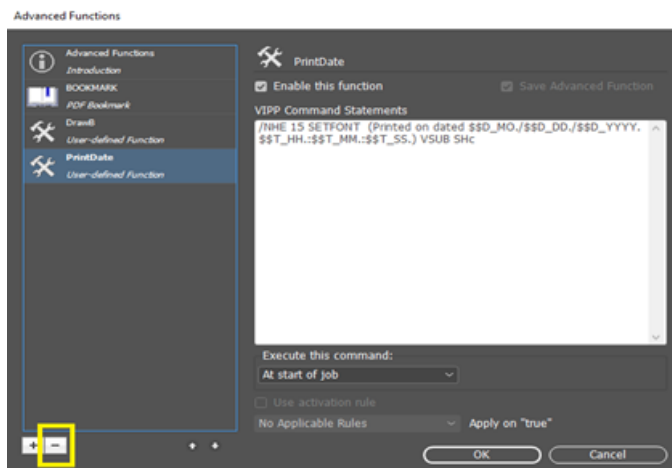 Advanced Functions
Advanced Functions
Introduction
BOOKMARK
PDF Bookmark
DrawB
User-defined Function
PrintDate
User-defined Function
PrintDate
Enable this function
Save Advanced Function
VIPP Command Statements
/NHE 15 SETFONT (Printed on dated $$D_MO./$$D_DD./$$D_YYYY.
$$T_HH.:$$T_MM.:$$T_SS.) VSUB SHc
Execute this command:
At start of job
Use activation rule
No Applicable Rules
Apply on "true"
+ -
OK
Cancel